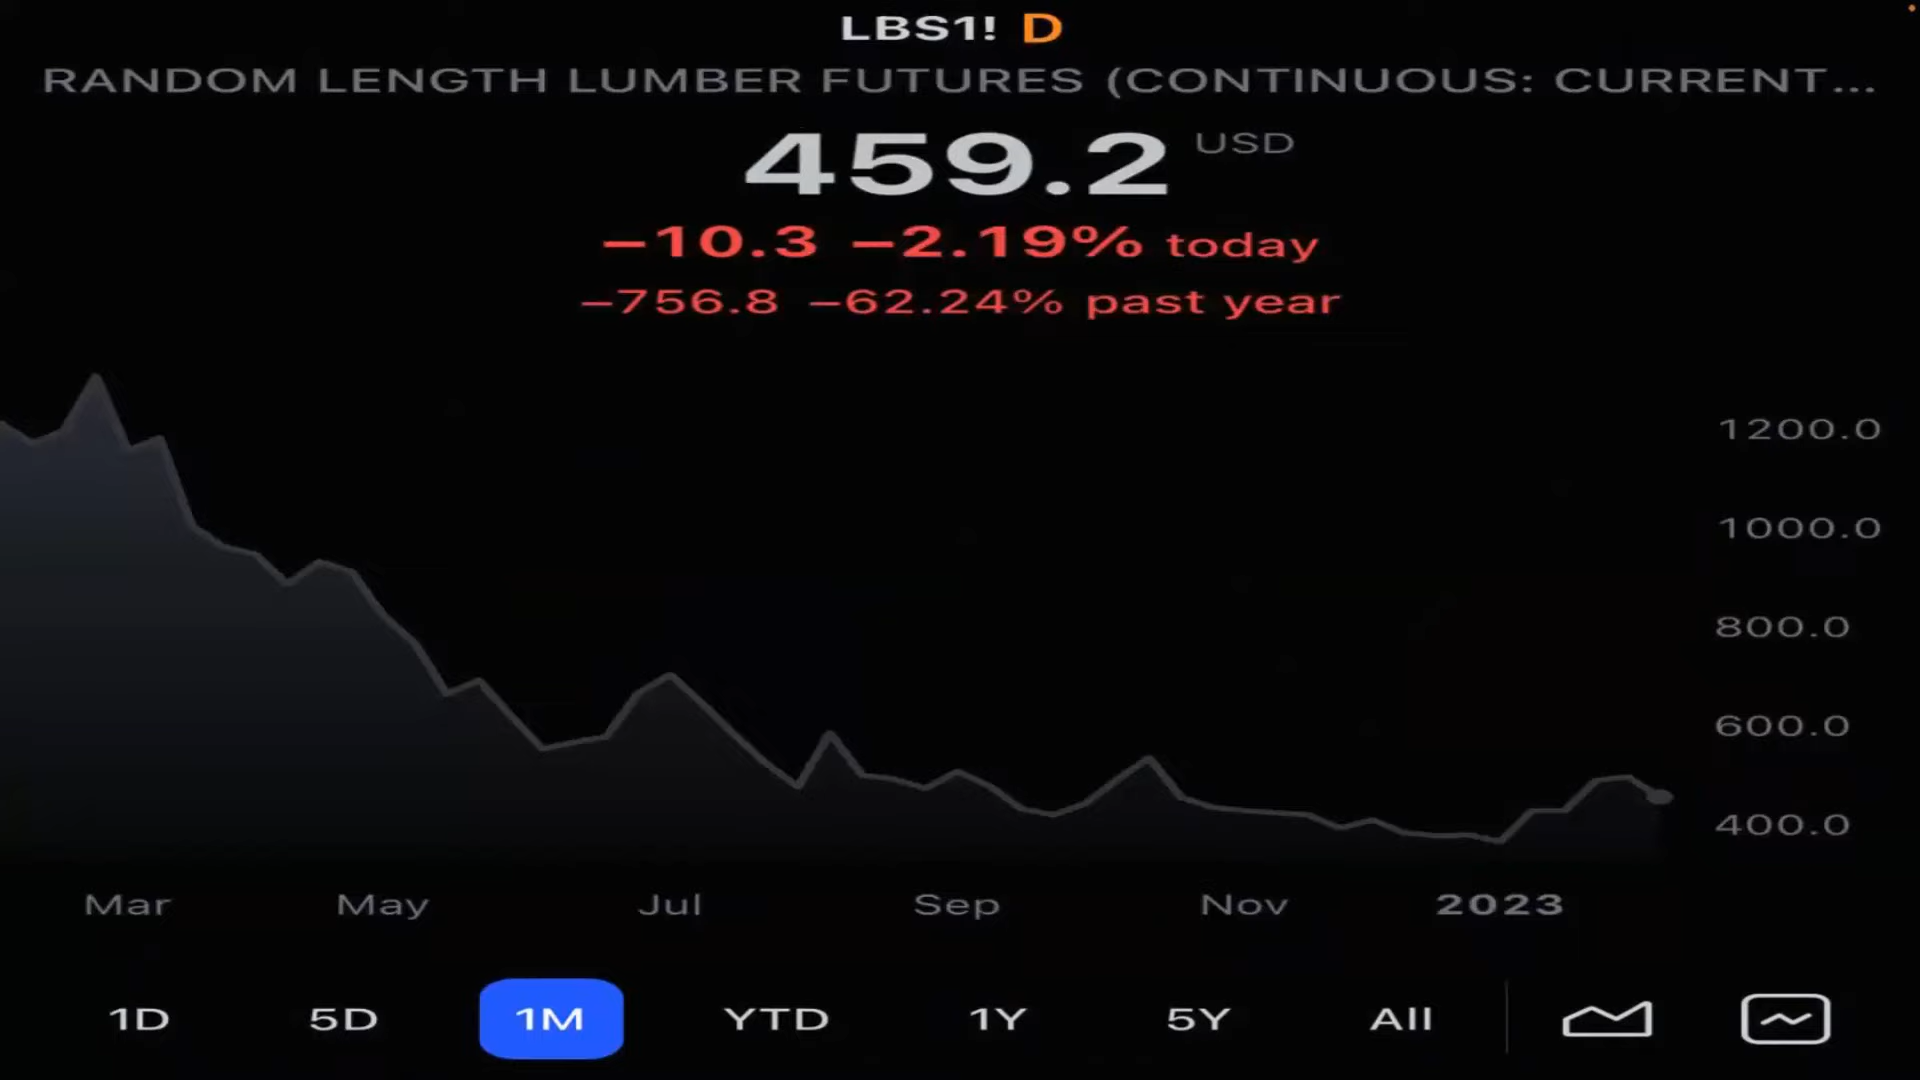 LBS1! D
RANDOM LENGTH LUMBER FUTURES (CONTINUOUS: CURRENT...
459.2 USD
−10.3 −2.19% today
−756.8 −62.24% past year
1200.0
1000.0
800.0
600.0
400.0
Mar May Jul Sep Nov 2023
1D 5D 1M YTD 1Y 5Y All